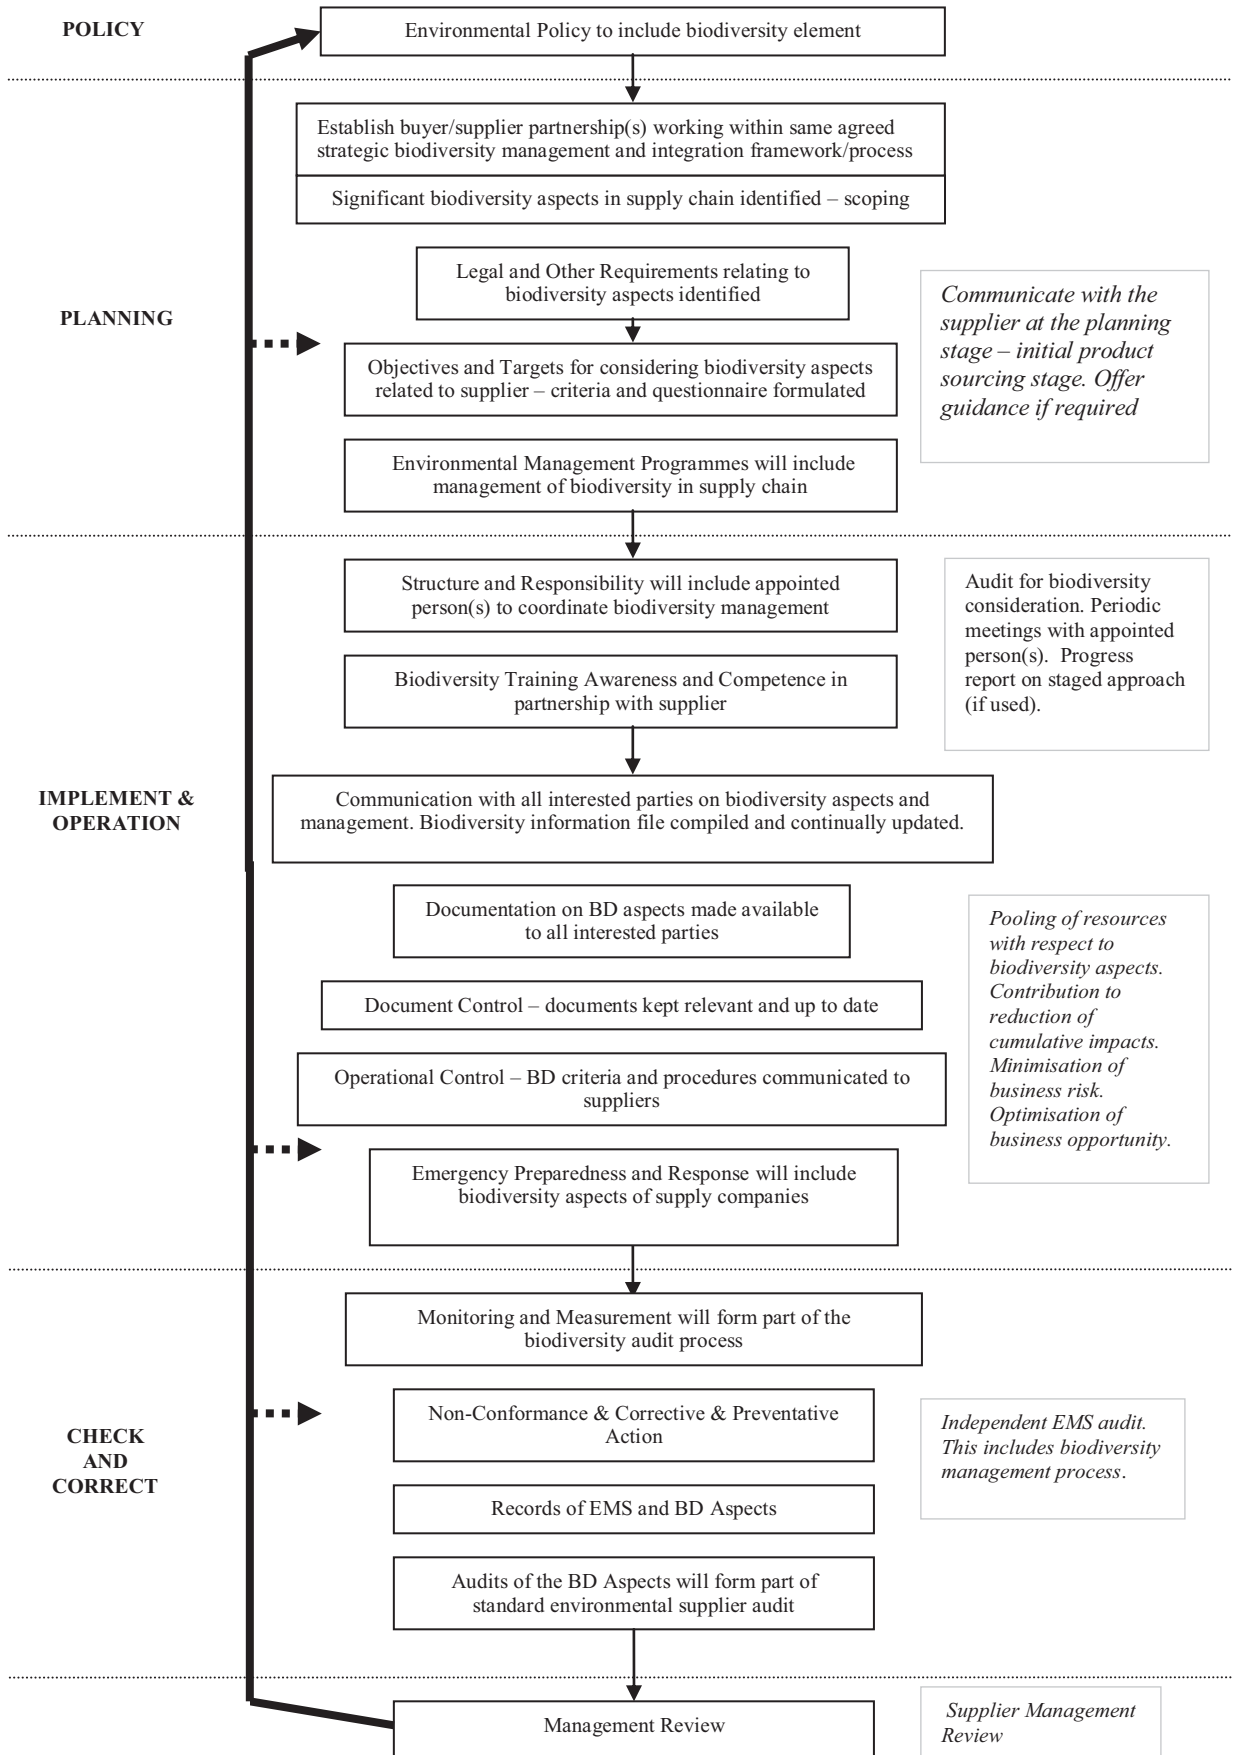 POLICY
Environmental Policy to include biodiversity element
Establish buyer/supplier partnership(s) working within same agreed
strategic biodiversity management and integration framework/process
Significant biodiversity aspects in supply chain identified – scoping
Legal and Other Requirements relating to
biodiversity aspects identified
PLANNING
Communicate with the
supplier at the planning
stage – initial product
sourcing stage. Offer
guidance if required
Objectives and Targets for considering biodiversity aspects
related to supplier – criteria and questionnaire formulated
Environmental Management Programmes will include
management of biodiversity in supply chain
Structure and Responsibility will include appointed
person(s) to coordinate biodiversity management
Audit for biodiversity
consideration. Periodic
meetings with appointed
person(s).  Progress
report on staged approach
(if used).
Biodiversity Training Awareness and Competence in
partnership with supplier
IMPLEMENT &
OPERATION
Communication with all interested parties on biodiversity aspects and
management. Biodiversity information file compiled and continually updated.
Documentation on BD aspects made available
to all interested parties
Pooling of resources
with respect to
biodiversity aspects.
Contribution to
reduction of
cumulative impacts.
Minimisation of
business risk.
Optimisation of
business opportunity.
Document Control – documents kept relevant and up to date
Operational Control – BD criteria and procedures communicated to
suppliers
Emergency Preparedness and Response will include
biodiversity aspects of supply companies
Monitoring and Measurement will form part of the
biodiversity audit process
Non-Conformance & Corrective & Preventative
Action
CHECK
AND
CORRECT
Independent EMS audit.
This includes biodiversity
management process.
Records of EMS and BD Aspects
Audits of the BD Aspects will form part of
standard environmental supplier audit
Management Review
Supplier Management
Review